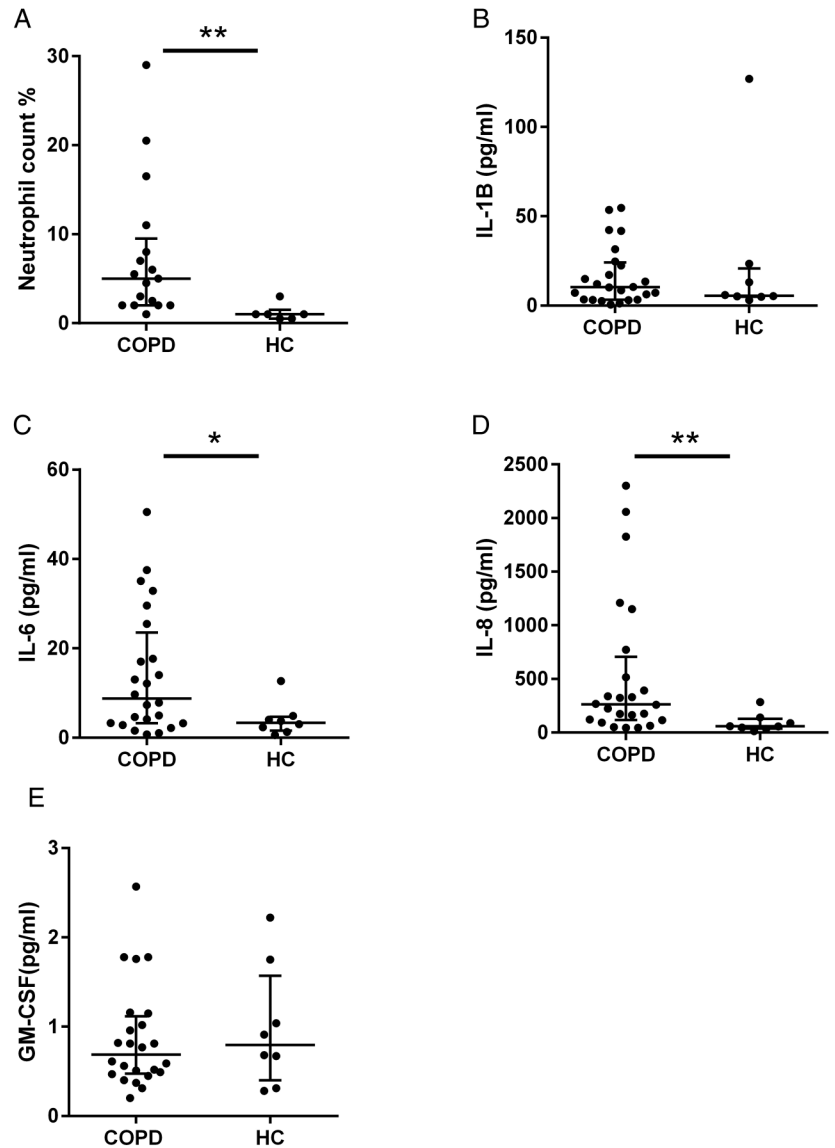 A
**
Neutrophil count %
30
20
10
0
COPD
HC
B
IL-1B (pg/ml)
150
100
50
0
COPD
HC
C
*
IL-6 (pg/ml)
60
40
20
0
COPD
HC
D
**
IL-8 (pg/ml)
2500
2000
1500
1000
500
0
COPD
HC
E
GM-CSF(pg/ml)
3
2
1
0
COPD
HC